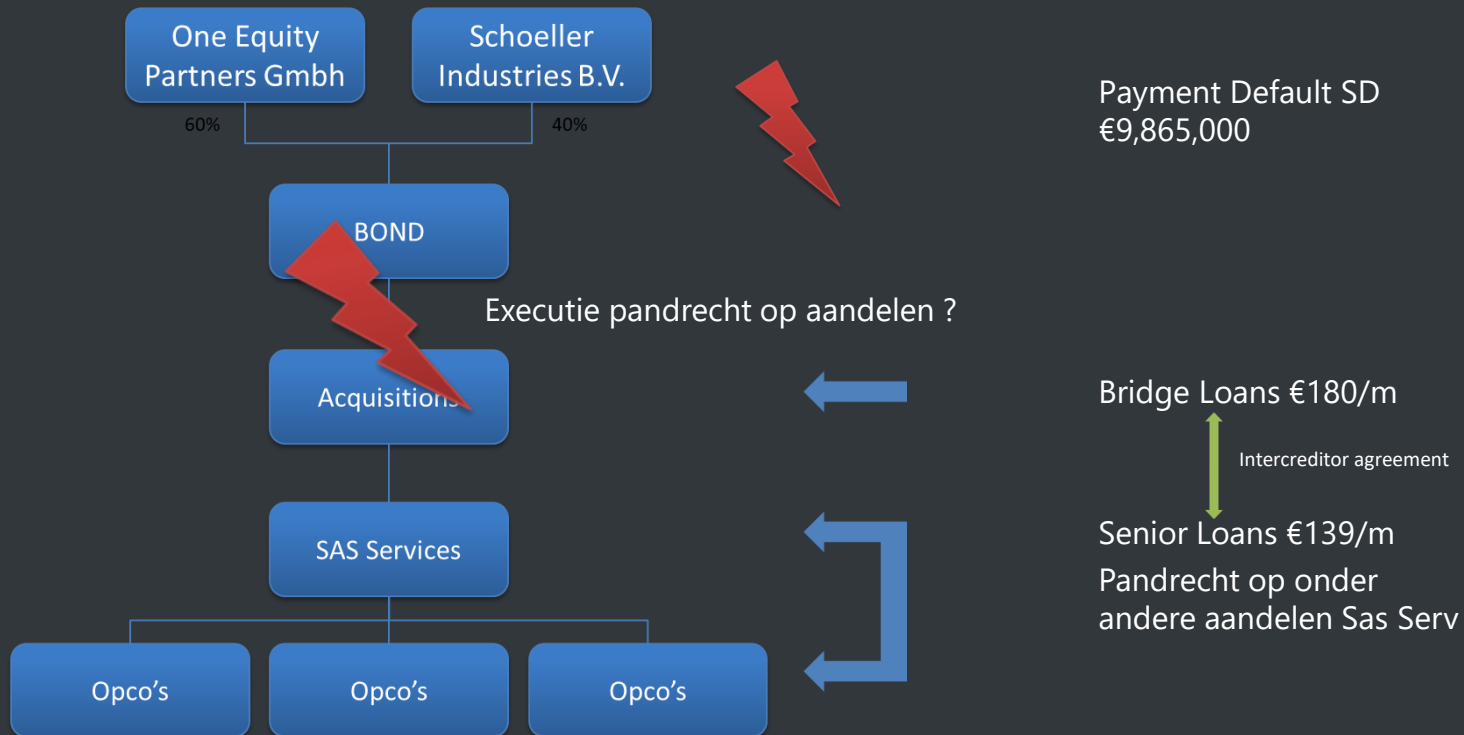 One Equity
Partners Gmbh
Schoeller
Industries B.V.
Payment Default SD
€9,865,000
60%
40%
BOND
Executie pandrecht op aandelen ?
Acquisitions
Bridge Loans €180/m
Intercreditor agreement
SAS Services
Senior Loans €139/m
Pandrecht op onder
andere aandelen Sas Serv
Opco’s
Opco’s
Opco’s